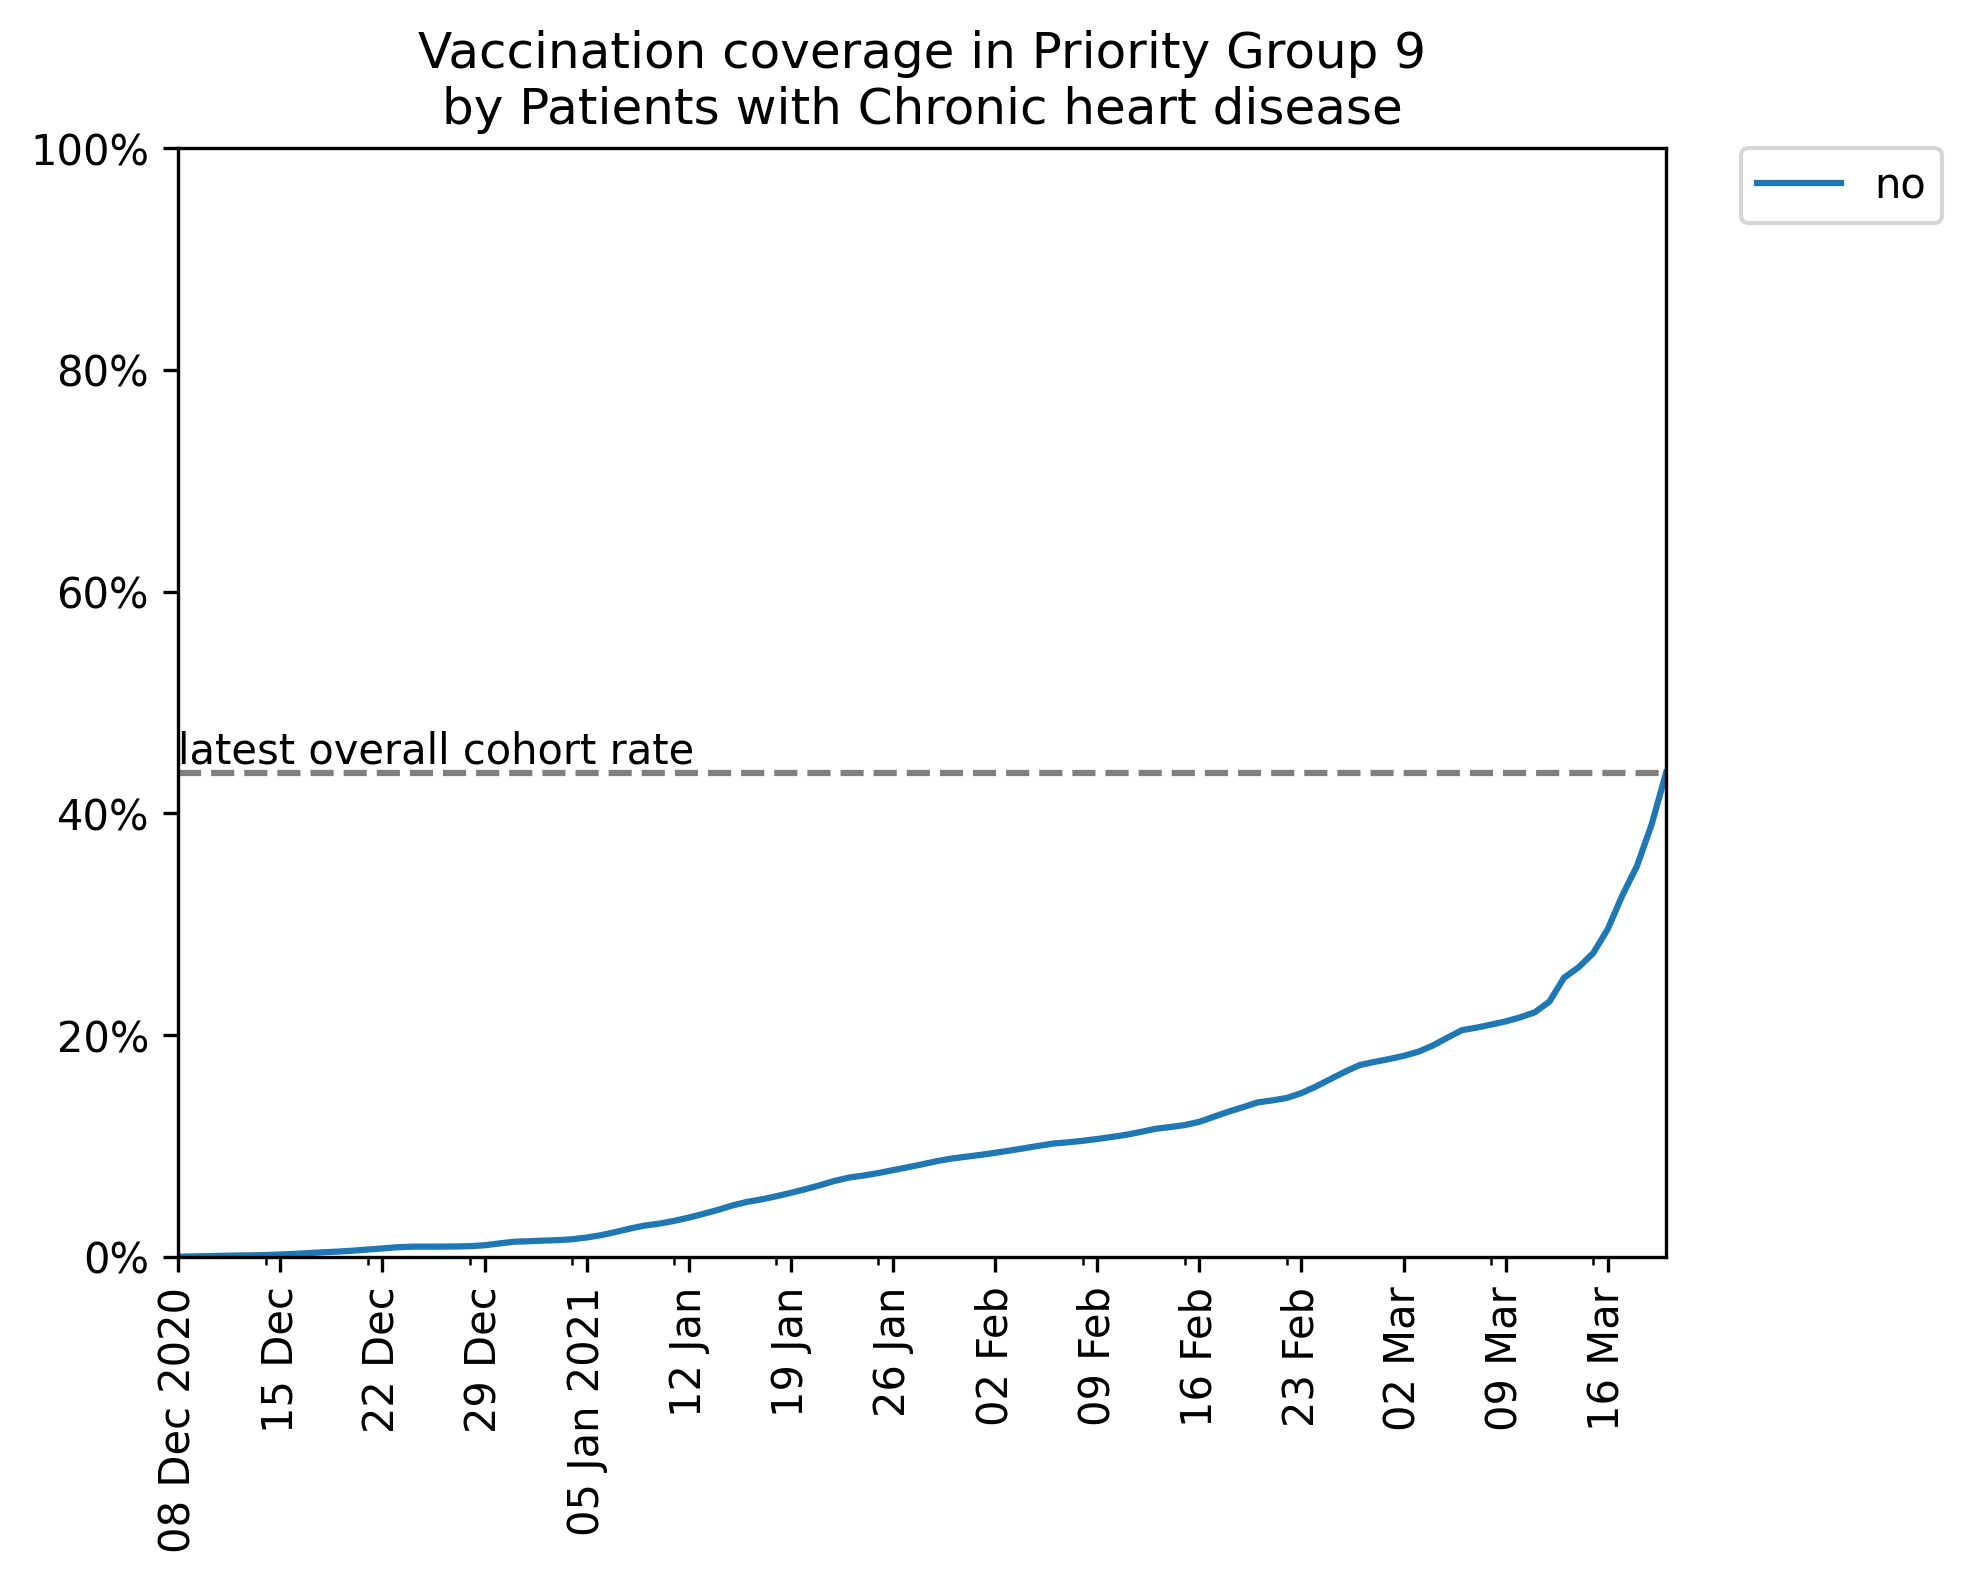 Vaccination coverage in Priority Group 9
by Patients with Chronic heart disease
no
100%
80%
60%
40%
20%
0%
latest overall cohort rate
08 Dec 2020
15 Dec
22 Dec
29 Dec
05 Jan 2021
12 Jan
19 Jan
26 Jan
02 Feb
09 Feb
16 Feb
23 Feb
02 Mar
09 Mar
16 Mar